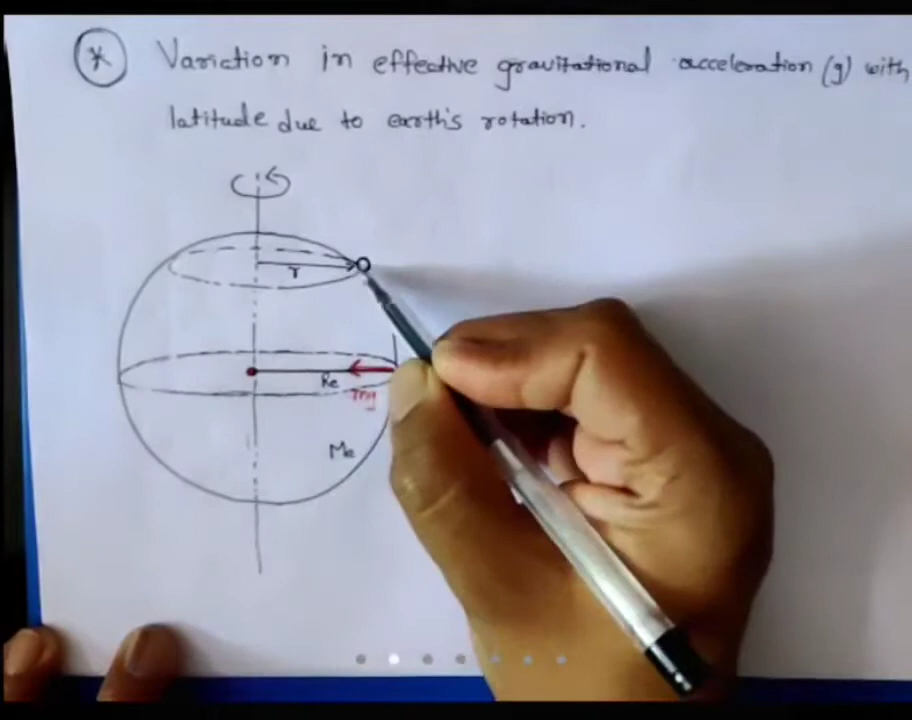 * Variation in effective gravitational acceleration (g) with
latitude due to earth's rotation.
r
Re
mg
Me